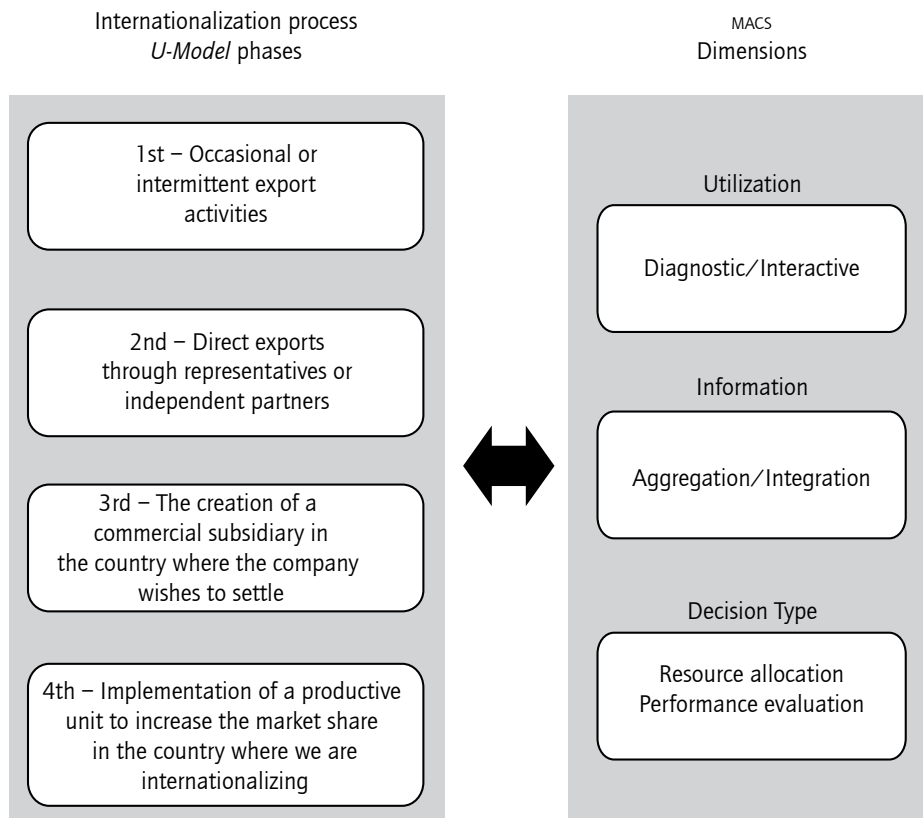 Internationalization process
U-Model phases
1st – Occasional or
intermittent export
activities
2nd – Direct exports
through representatives or
independent partners
3rd – The creation of a
commercial subsidiary in
the country where the company
wishes to settle
4th – Implementation of a productive
unit to increase the market share
in the country where we are
internationalizing
MACS
Dimensions
Utilization
Diagnostic/Interactive
Information
Aggregation/Integration
Decision Type
Resource allocation
Performance evaluation